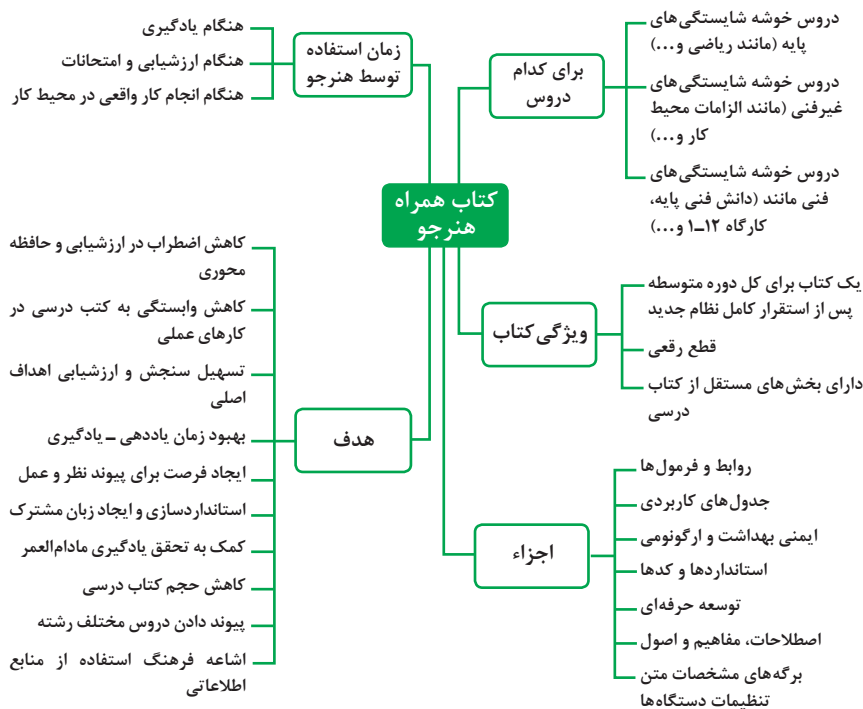 کتاب همراه
هنرجو
برای کدام
دروس
دروس خوشه شایستگی‌های
پایه (مانند ریاضی و...)
دروس خوشه شایستگی‌های
غیرفنی (مانند الزامات محیط
کار و...)
دروس خوشه شایستگی‌های
فنی مانند (دانش فنی پایه،
کارگاه ۱۲ــ۱ و...)
ویژگی کتاب
یک کتاب برای کل دوره متوسطه
پس از استقرار کامل نظام جدید
قطع رقعی
دارای بخش‌های مستقل از کتاب
درسی
اجزاء
روابط و فرمول‌ها
جدول‌های کاربردی
ایمنی بهداشت و ارگونومی
استانداردها و کدها
توسعه حرفه‌ای
اصطلاحات، مفاهیم و اصول
برگه‌های مشخصات متن
تنظیمات دستگاه‌ها
زمان استفاده
توسط هنرجو
هنگام یادگیری
هنگام ارزشیابی و امتحانات
هنگام انجام کار واقعی در محیط کار
هدف
کاهش اضطراب در ارزشیابی و حافظه
محوری
کاهش وابستگی به کتب درسی در
کارهای عملی
تسهیل سنجش و ارزشیابی اهداف
اصلی
بهبود زمان یاددهی ــ یادگیری
ایجاد فرصت برای پیوند نظر و عمل
استانداردسازی و ایجاد زبان مشترک
کمک به تحقق یادگیری مادام‌العمر
کاهش حجم کتاب درسی
پیوند دادن دروس مختلف رشته
اشاعه فرهنگ استفاده از منابع
اطلاعاتی